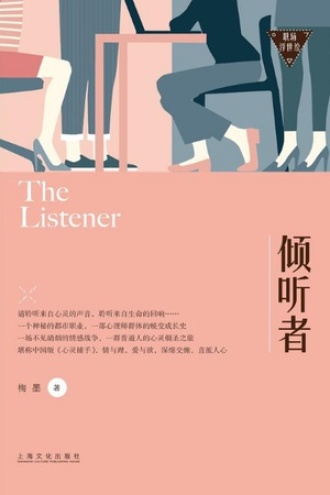 职场
浮世绘
The
Listener
倾听者
请聆听来自心灵的声音，聆听来自生命的回响……
一个神秘的都市职业，一部心理师群体的蜕变成长史
一场不见硝烟的情感战争，一群普通人的心灵朝圣之旅
堪称中国版《心灵捕手》，情与理，爱与欲，深绵交缠，直抵人心
梅 墨 著
上海文化出版社